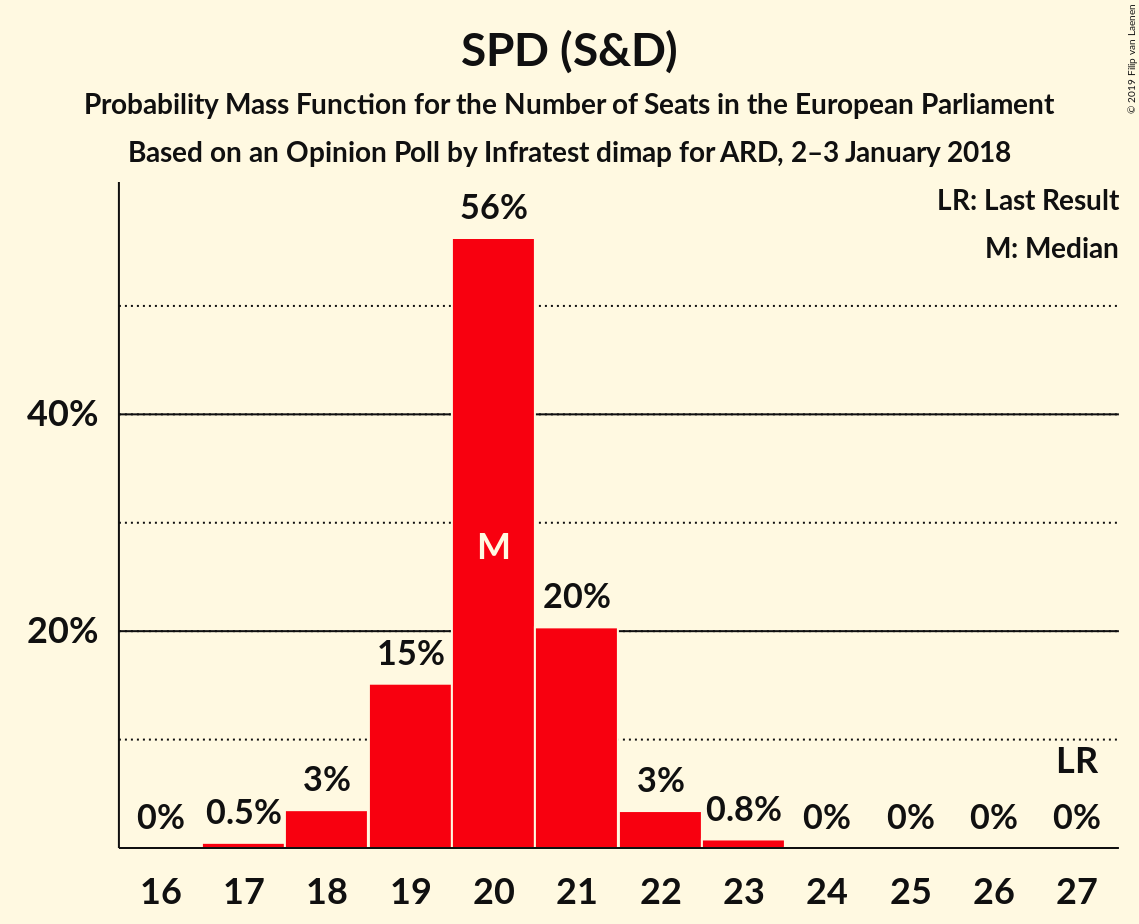 SPD (S&D)
Probability Mass Function for the Number of Seats in the European Parliament
Based on an Opinion Poll by Infratest dimap for ARD, 2–3 January 2018
© 2019 Filip van Laenen
LR: Last Result
M: Median
56%
40%
M
20%
20%
15%
LR
3%
3%
0%
0.5%
0.8%
0%
0%
0%
0%
16 17 18 19 20 21 22 23 24 25 26 27